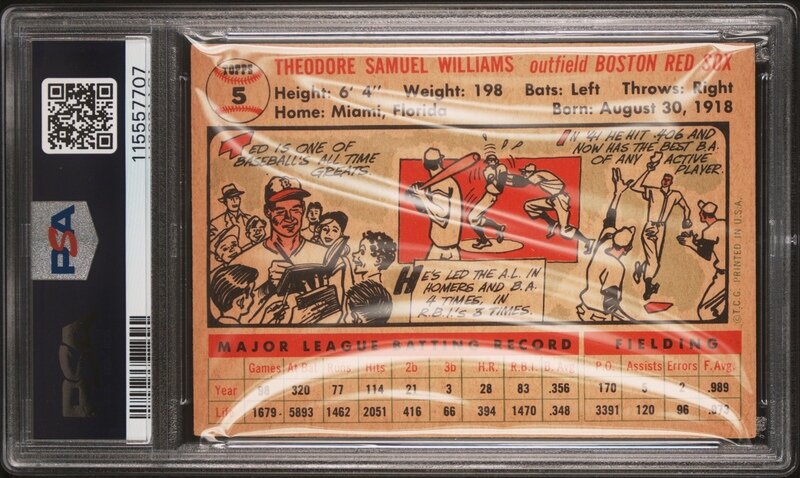 115557707
PSA
PSA
TOPPS
5
THEODORE SAMUEL WILLIAMS outfield BOSTON RED SOX
Height: 6' 4" Weight: 198 Bats: Left Throws: Right
Home: Miami, Florida Born: August 30, 1918
TED IS ONE OF
BASEBALL'S ALL TIME
GREATS.
HE'S LED THE A.L. IN
HOMERS AND B.A.
4 TIMES, IN
R.B.I.'S 3 TIMES.
IN '41 HE HIT .406 AND
NOW HAS THE BEST B.A.
OF ANY ACTIVE
PLAYER.
©T.C.G. PRINTED IN U.S.A.
MAJOR LEAGUE BATTING RECORD FIELDING
Games At Bat Runs Hits 2b 3b H.R. R.B.I. B. Avg. P.O. Assists Errors F. Avg.
Year 98 320 77 114 21 3 28 83 .356 170 5 2 .989
Life 1679 5893 1462 2051 416 66 394 1470 .348 3391 120 96 .973